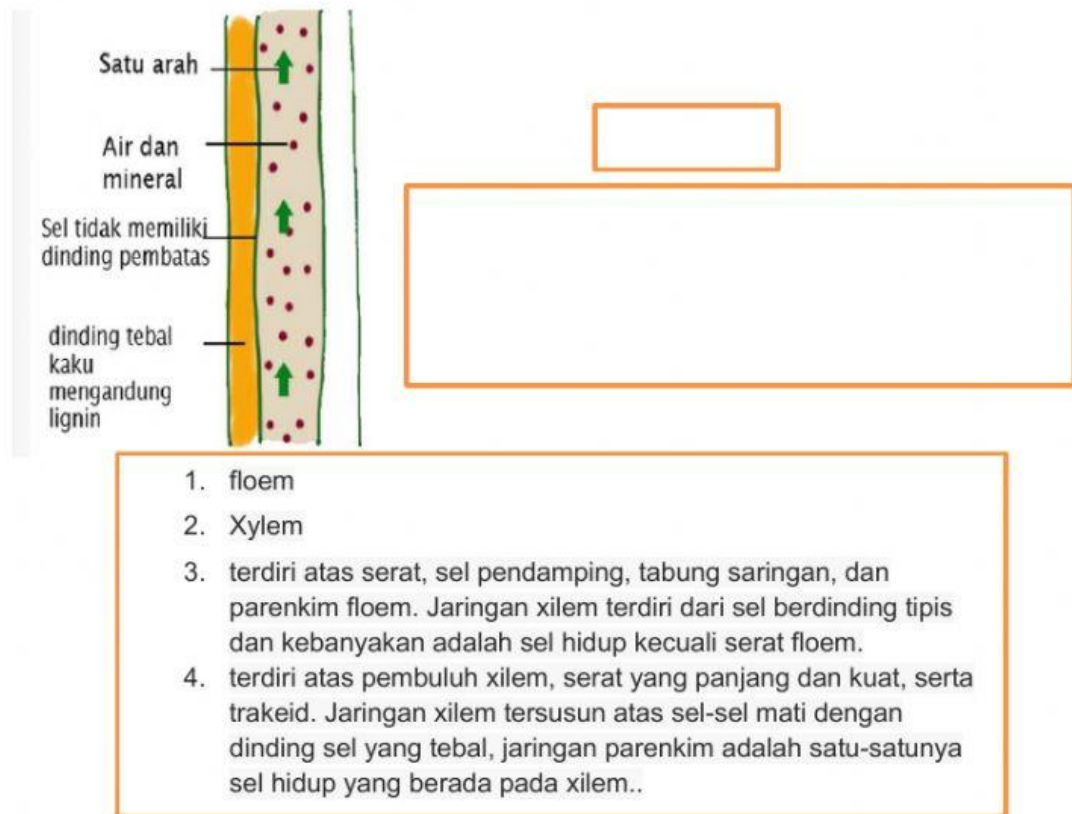 Satu arah
Air dan
mineral
Sel tidak memiliki
dinding pembatas
dinding tebal
kaku
mengandung
lignin
1. floem
2. Xylem
3. terdiri atas serat, sel pendamping, tabung saringan, dan
parenkim floem. Jaringan xilem terdiri dari sel berdinding tipis
dan kebanyakan adalah sel hidup kecuali serat floem.
4. terdiri atas pembuluh xilem, serat yang panjang dan kuat, serta
trakeid. Jaringan xilem tersusun atas sel-sel mati dengan
dinding sel yang tebal, jaringan parenkim adalah satu-satunya
sel hidup yang berada pada xilem..